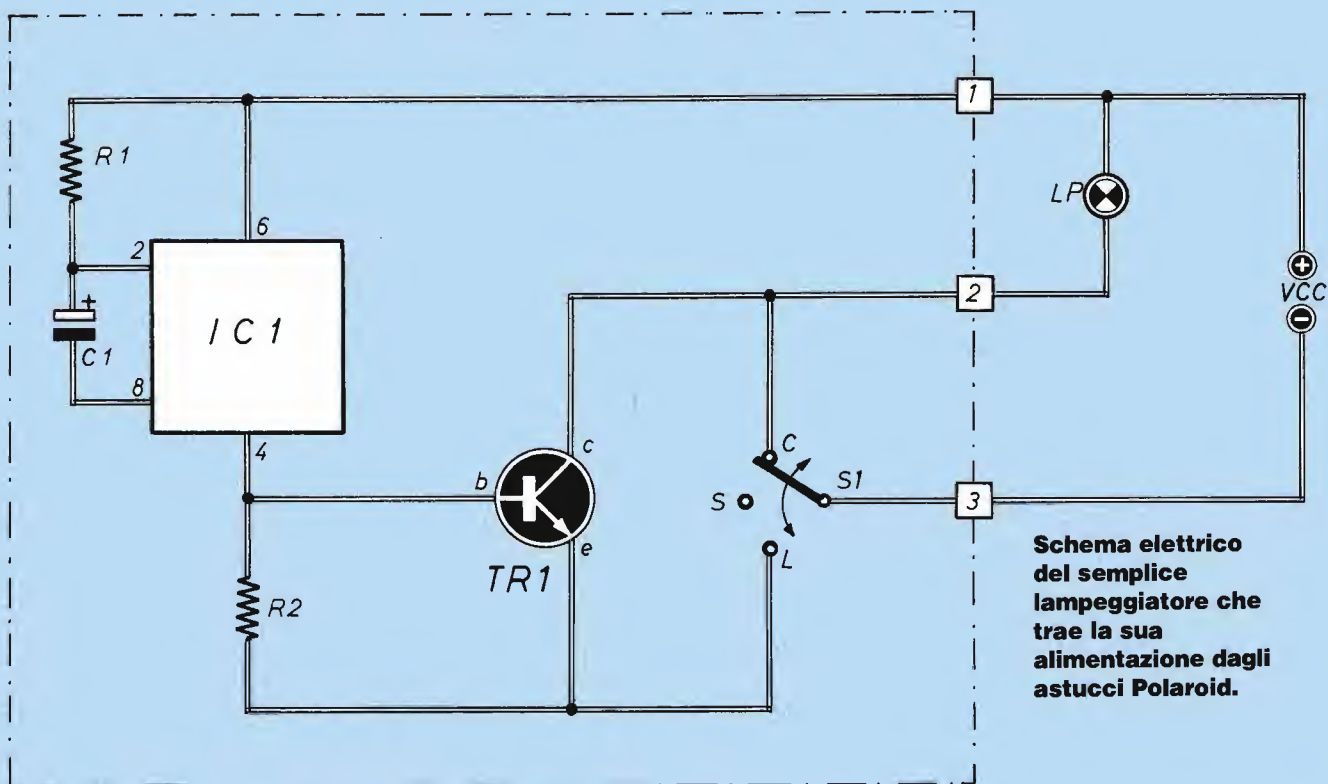 1
R1
LP
6
2
+
+
VCC
-
2
IC1
C1
8
4
c
C
b
S
S1
3
e
L
TR1
R2
Schema elettrico
del semplice
lampeggiatore che
trae la sua
alimentazione dagli
astucci Polaroid.